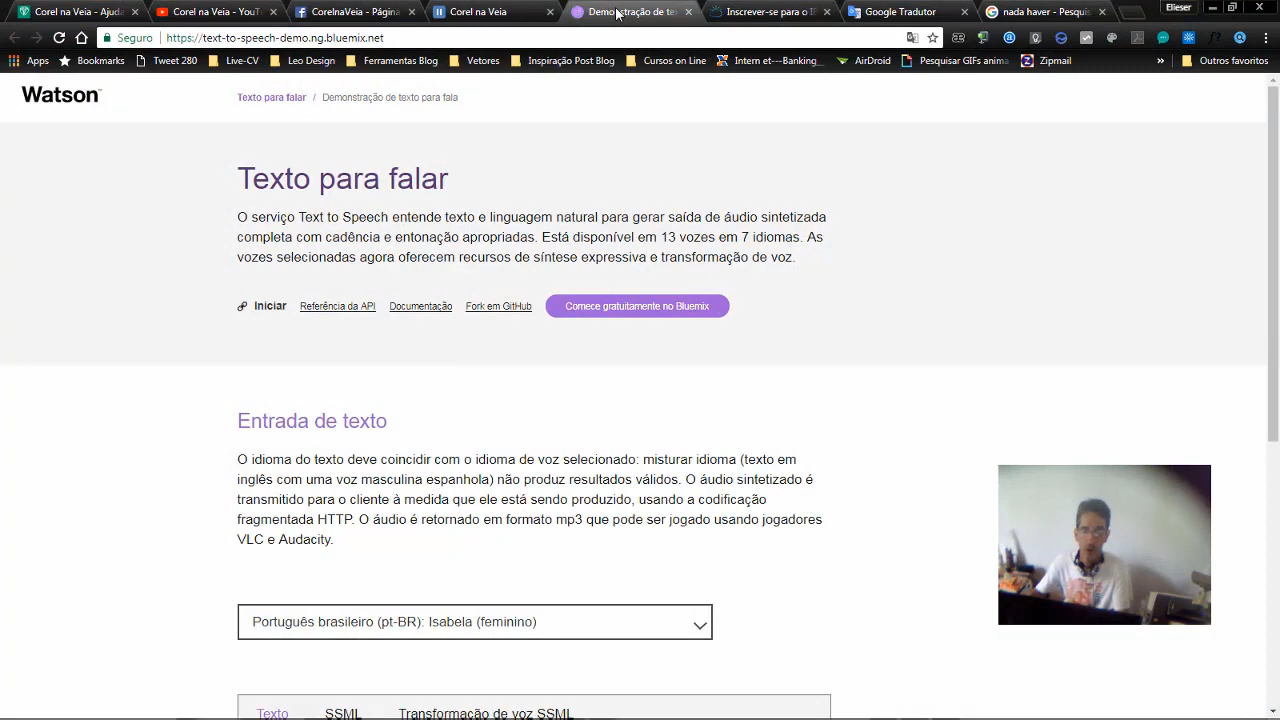 Corel na Veia - Ajuda
Corel na Veia - YouTu
CorelnaVeia - Página
Corel na Veia
Demonstração de te
Inscrever-se para o I
Google Tradutor
nada haver - Pesquis
Elieser
Seguro
https://text-to-speech-demo.ng.bluemix.net
Apps
Bookmarks
Tweet 280
Live-CV
Leo Design
Ferramentas Blog
Vetores
Inspiração Post Blog
Cursos on Line
Intern et---Banking,...
AirDroid
Pesquisar GIFs anima
Zipmail
»
Outros favoritos
Watson™
Texto para falar / Demonstração de texto para fala
Texto para falar
O serviço Text to Speech entende texto e linguagem natural para gerar saída de áudio sintetizada
completa com cadência e entonação apropriadas. Está disponível em 13 vozes em 7 idiomas. As
vozes selecionadas agora oferecem recursos de síntese expressiva e transformação de voz.
Iniciar Referência da API Documentação Fork em GitHub Comece gratuitamente no Bluemix
Entrada de texto
O idioma do texto deve coincidir com o idioma de voz selecionado: misturar idioma (texto em
inglês com uma voz masculina espanhola) não produz resultados válidos. O áudio sintetizado é
transmitido para o cliente à medida que ele está sendo produzido, usando a codificação
fragmentada HTTP. O áudio é retornado em formato mp3 que pode ser jogado usando jogadores
VLC e Audacity.
Português brasileiro (pt-BR): Isabela (feminino)
Texto SSML Transformação de voz SSML